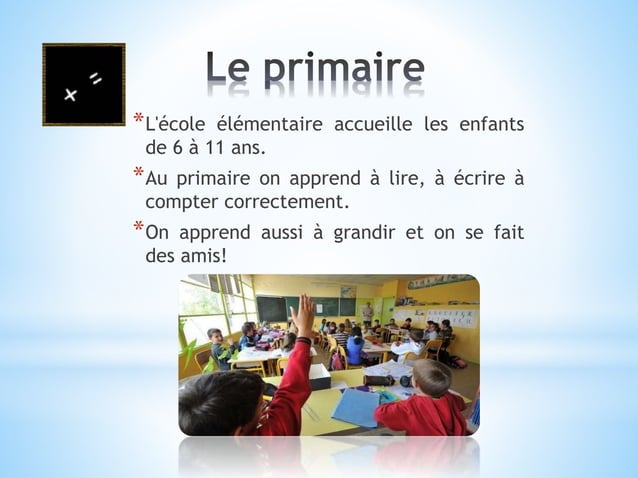 Le primaire
+ =
*L'école élémentaire accueille les enfants
de 6 à 11 ans.
*Au primaire on apprend à lire, à écrire à
compter correctement.
*On apprend aussi à grandir et on se fait
des amis!